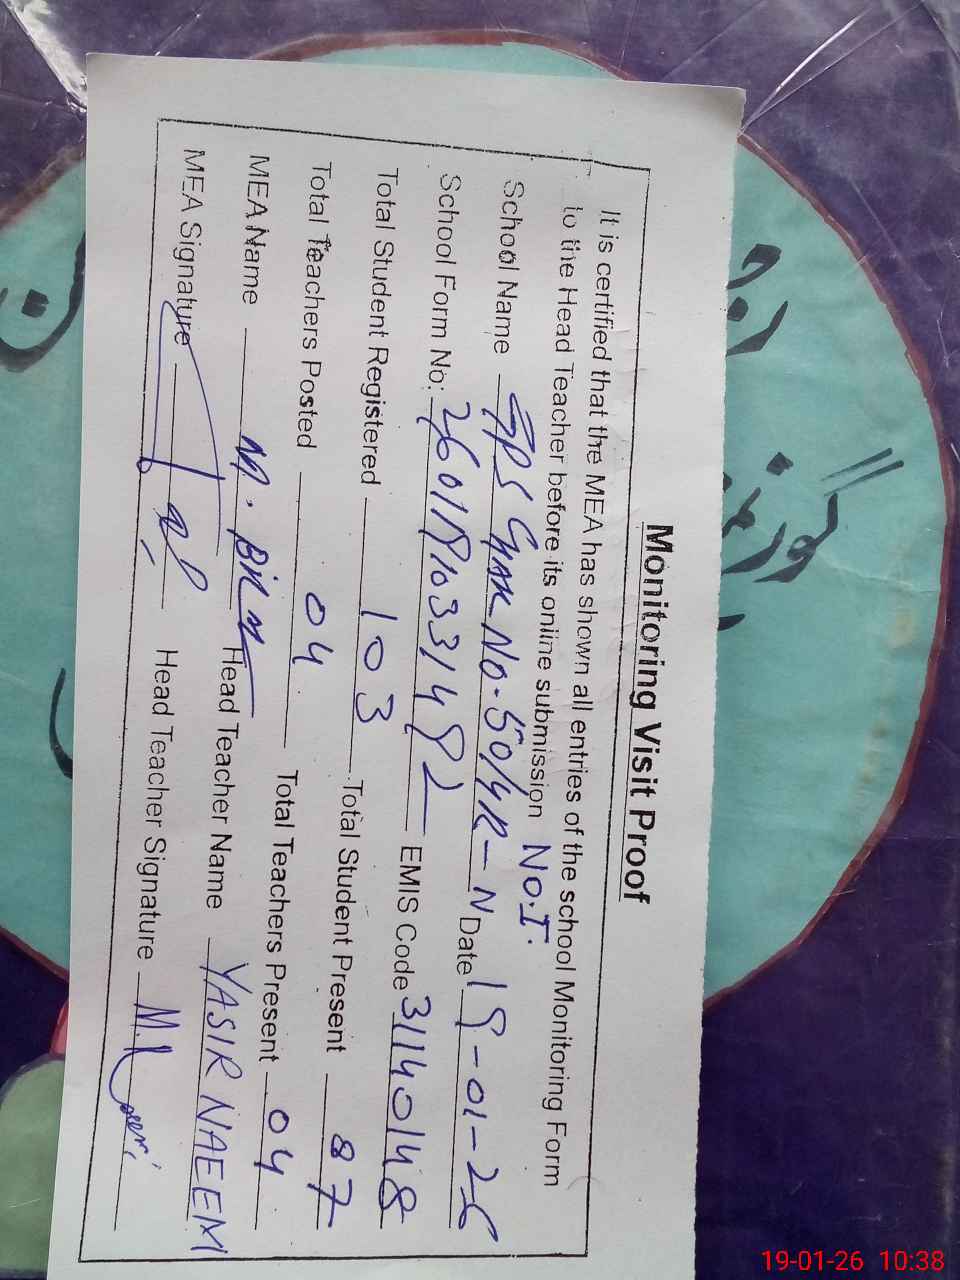 Monitoring Visit Proof
It is certified that the MEA has shown all entries of the school Monitoring Form
to the Head Teacher before its online submission No.I.
School Name GPS Chak No. 50/4R-N Date 19-01-26
School Form No: EMIS Code 31140148
Total Student Registered 103 Total Student Present 87
Total Teachers Posted 04 Total Teachers Present 04
MEA Name M. Head Teacher Name YASIR NAEEM
MEA Signature Head Teacher Signature
19-01-26 10:38